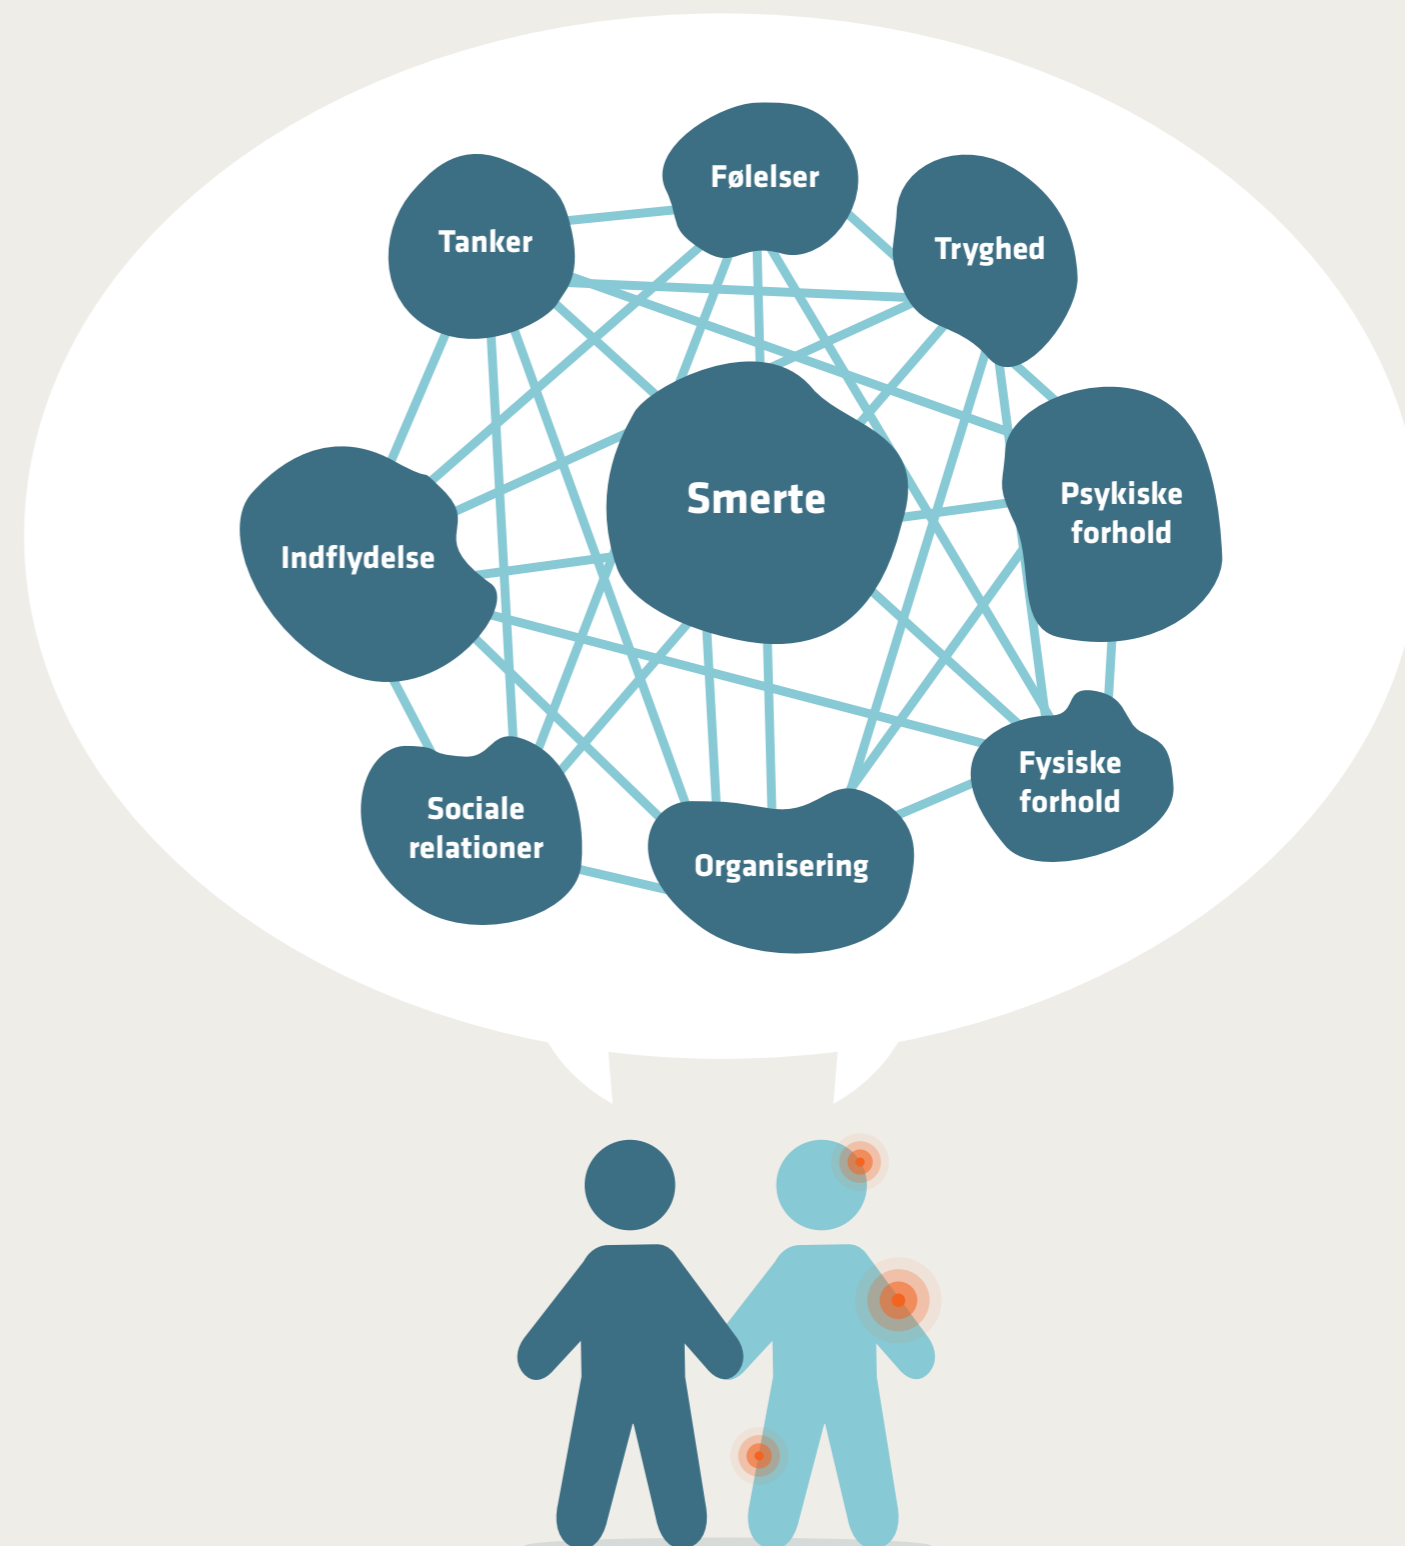 Følelser
Tanker
Tryghed
Smerte
Psykiske
forhold
Indflydelse
Fysiske
forhold
Sociale
relationer
Organisering